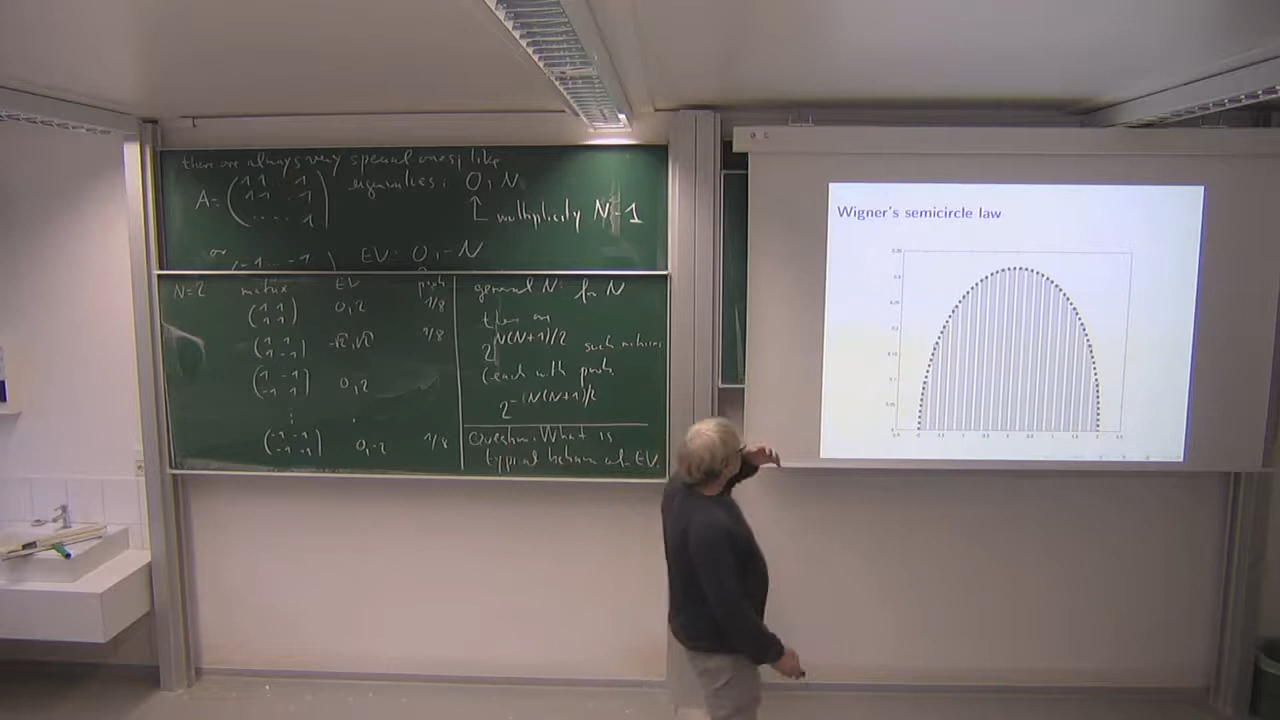 there are always very special ones, like
A = ( 1 1 ... 1
1 1 ... 1
..... 1 ) eigenvalues: 0, N
↑ multiplicity N-1
or -1 ... -1 ) EV: 0, -N
N=2 matrix EV prob
( 1 1
1 1 ) 0, 2 1/8
( 1 1
1 -1 ) -√2, √2 1/8
( 1 -1
-1 1 ) 0, 2
⋮
( -1 -1
-1 -1 ) 0, -2 1/8
general N: for N
there are
2^{N(N+1)/2} such matrices
(each with prob.
2^{-(N(N+1)/2}
Question: What is
typical behavior of EV.
Wigner's semicircle law